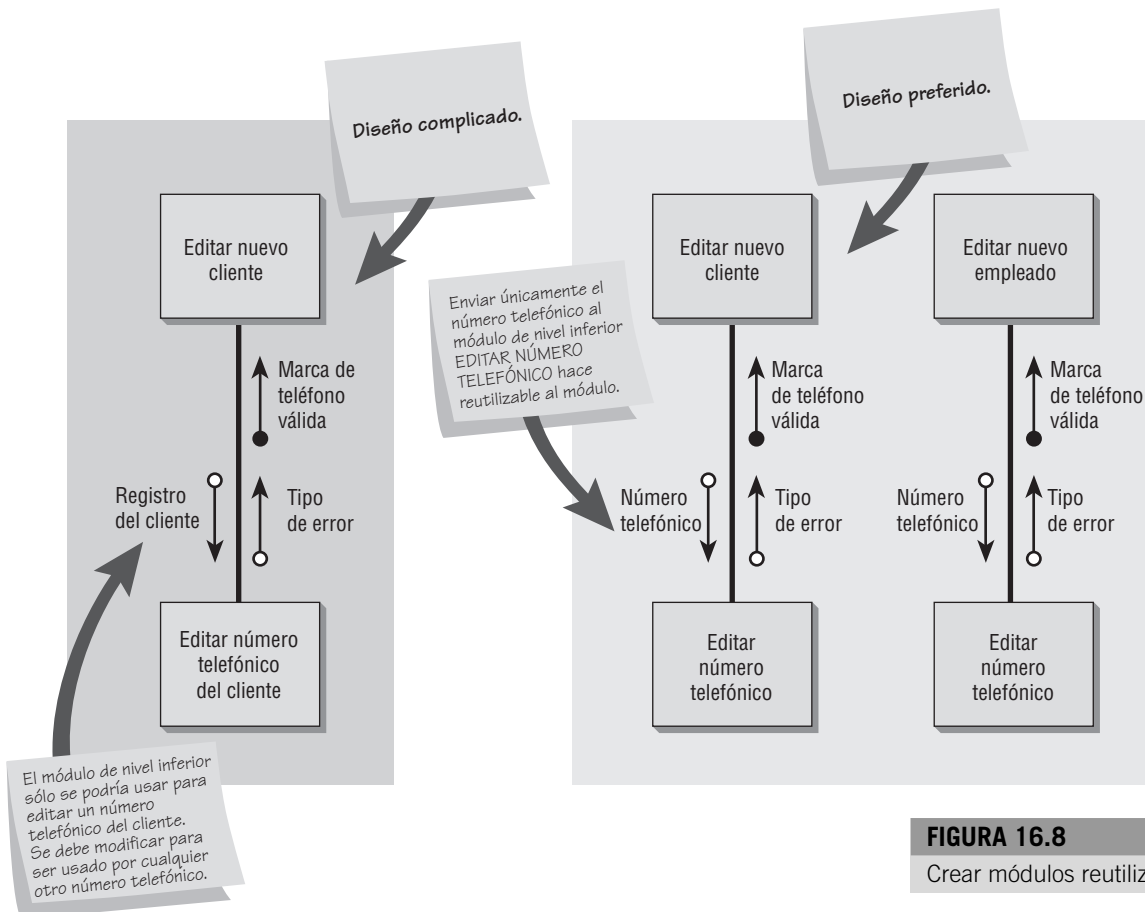 Diseño complicado.
Editar nuevo
cliente
Marca de
teléfono
válida
Registro
del cliente
Tipo
de error
Editar número
telefónico
del cliente
El módulo de nivel inferior
sólo se podría usar para
editar un número
telefónico del cliente.
Se debe modificar para
ser usado por cualquier
otro número telefónico.
Diseño preferido.
Editar nuevo
cliente
Enviar únicamente el
número telefónico al
módulo de nivel inferior
EDITAR NÚMERO
TELEFÓNICO hace
reutilizable al módulo.
Marca
de teléfono
válida
Número
telefónico
Tipo
de error
Editar
número
telefónico
Editar nuevo
empleado
Marca
de teléfono
válida
Número
telefónico
Tipo
de error
Editar
número
telefónico
FIGURA 16.8
Crear módulos reutiliz